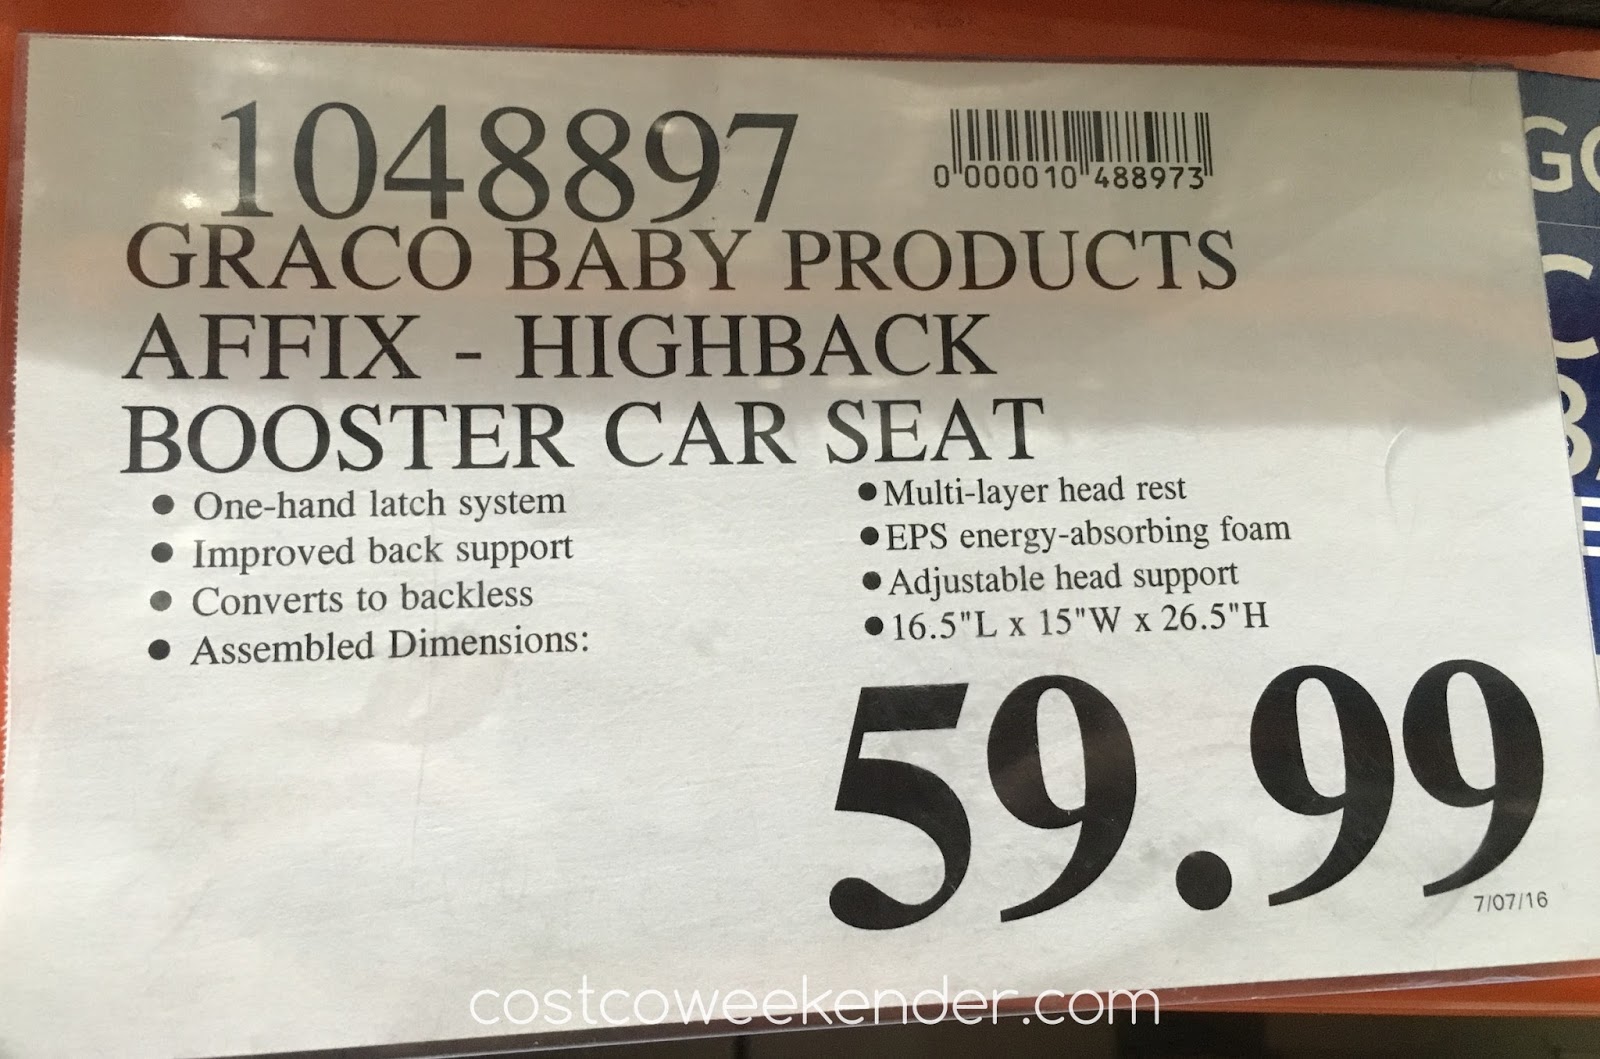 1048897
0 000010 488973
GRACO BABY PRODUCTS
AFFIX - HIGHBACK
BOOSTER CAR SEAT
● One-hand latch system
● Improved back support
● Converts to backless
● Assembled Dimensions:
● Multi-layer head rest
● EPS energy-absorbing foam
● Adjustable head support
● 16.5"L x 15"W x 26.5"H
59.99
7/07/16
costcoweekender.com